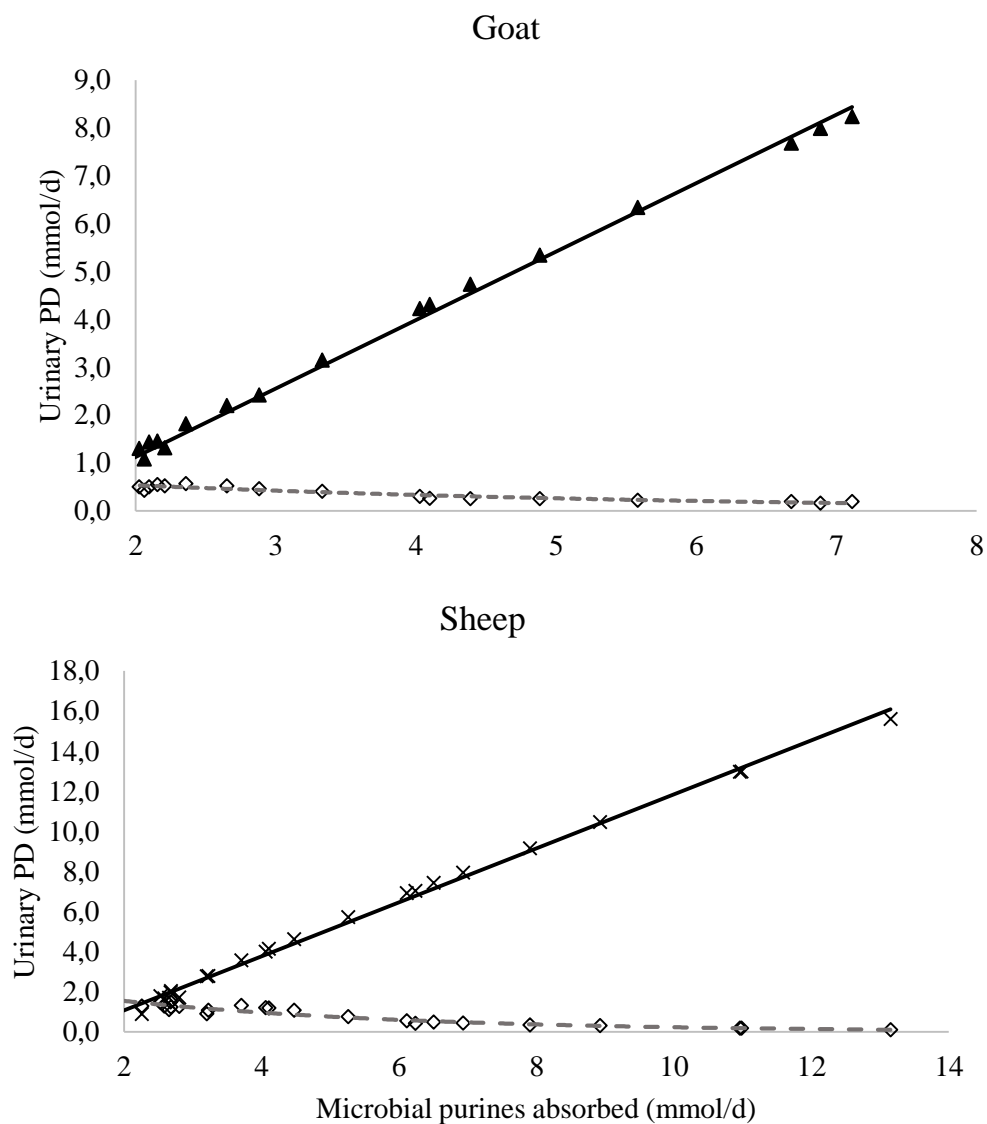 Goat
Urinary PD (mmol/d)
9,0
8,0
7,0
6,0
5,0
4,0
3,0
2,0
1,0
0,0
2 3 4 5 6 7 8
Sheep
Urinary PD (mmol/d)
18,0
16,0
14,0
12,0
10,0
8,0
6,0
4,0
2,0
0,0
2 4 6 8 10 12 14
Microbial purines absorbed (mmol/d)